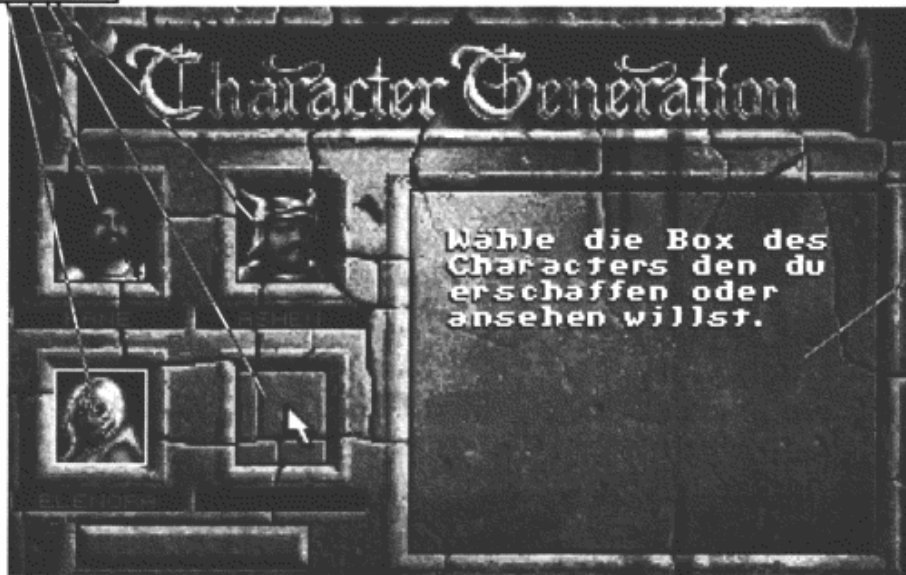 Character Generation
Wähle die Box des
Characters den du
erschaffen oder
ansehen willst.